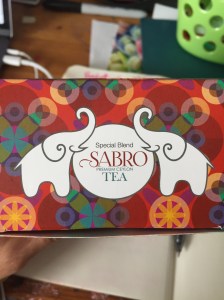 Special Blend
SABRO
PREMIUM CEYLON
TEA